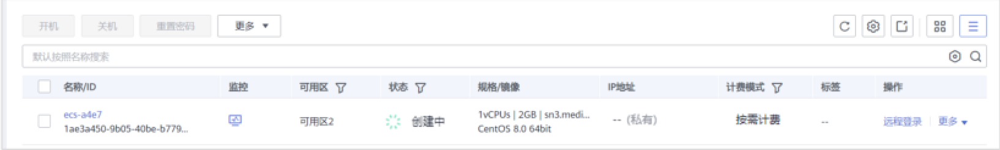 开机 关机 重置密码 更多
默认按照名称搜索
名称/ID 监控 可用区 状态 规格/镜像 IP地址 计费模式 标签 操作
ecs-a4e7 可用区2 创建中 1vCPUs | 2GB | sn3.medi... -- (私有) 按需计费 -- 远程登录 更多
1ae3a450-9b05-40be-b779... CentOS 8.0 64bit